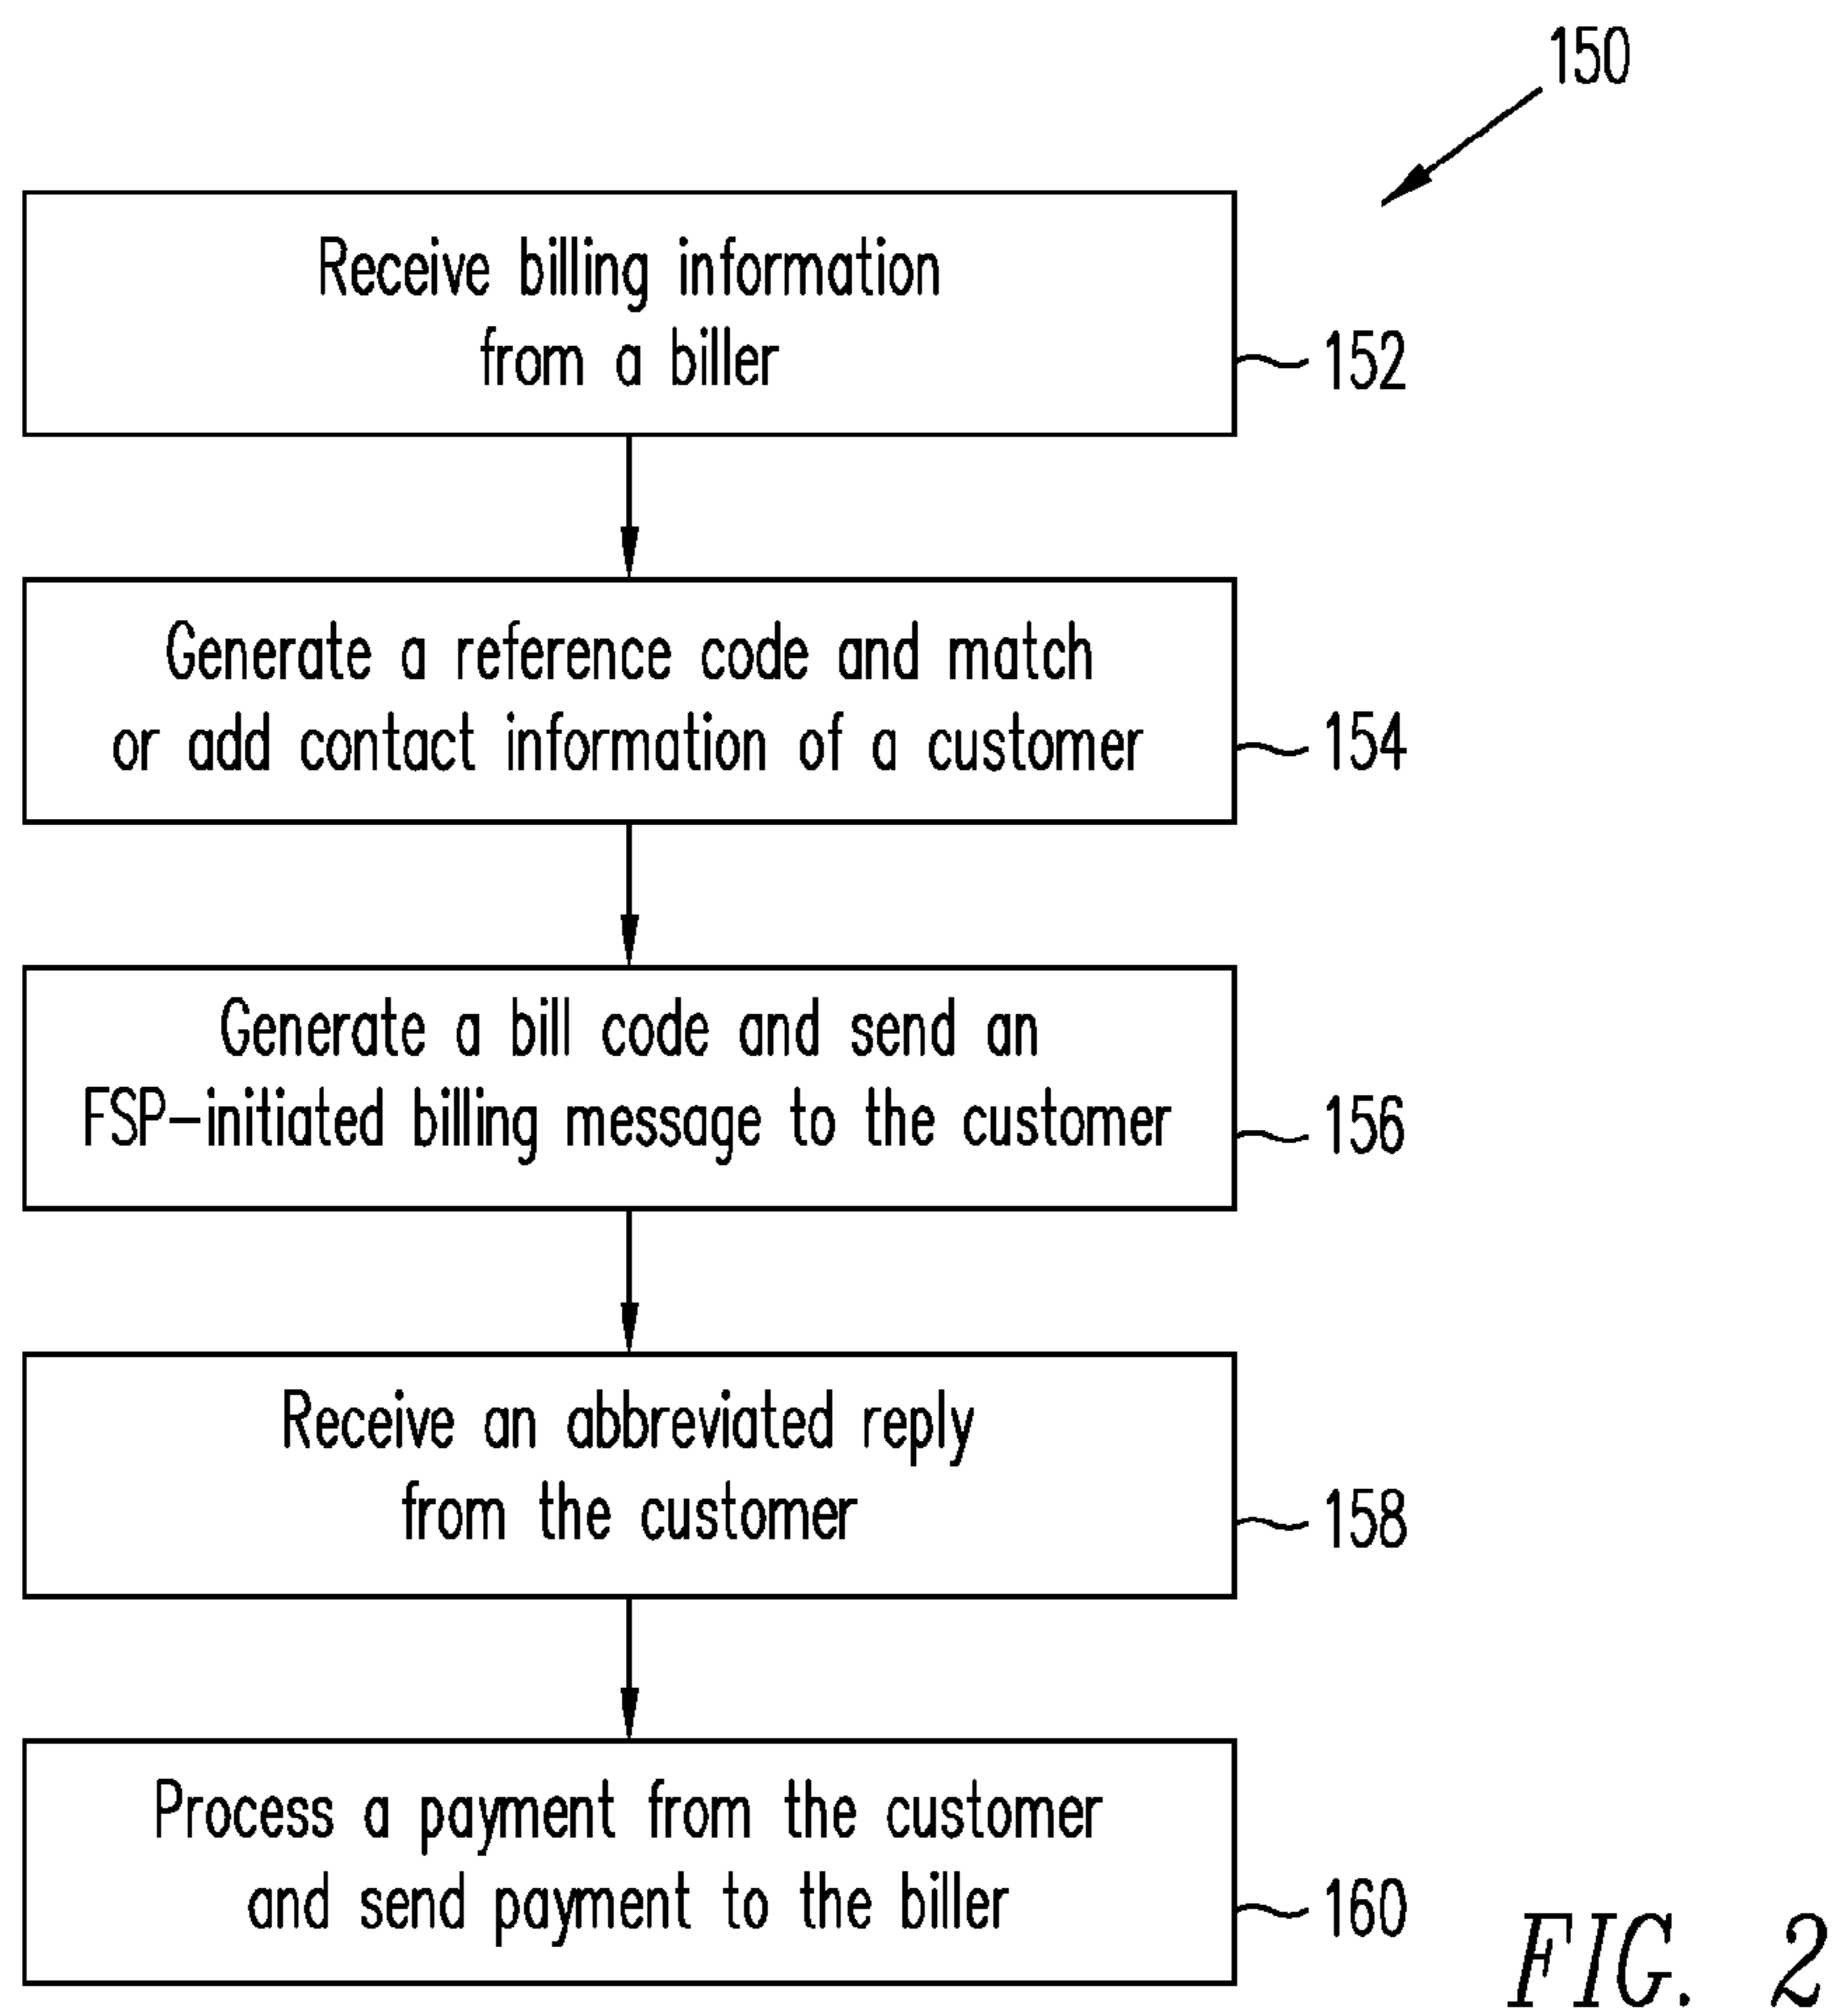 150
Receive billing information
from a biller
152
Generate a reference code and match
or add contact information of a customer
154
Generate a bill code and send an
FSP-initiated billing message to the customer
156
Receive an abbreviated reply
from the customer
158
Process a payment from the customer
and send payment to the biller
160
FIG. 2